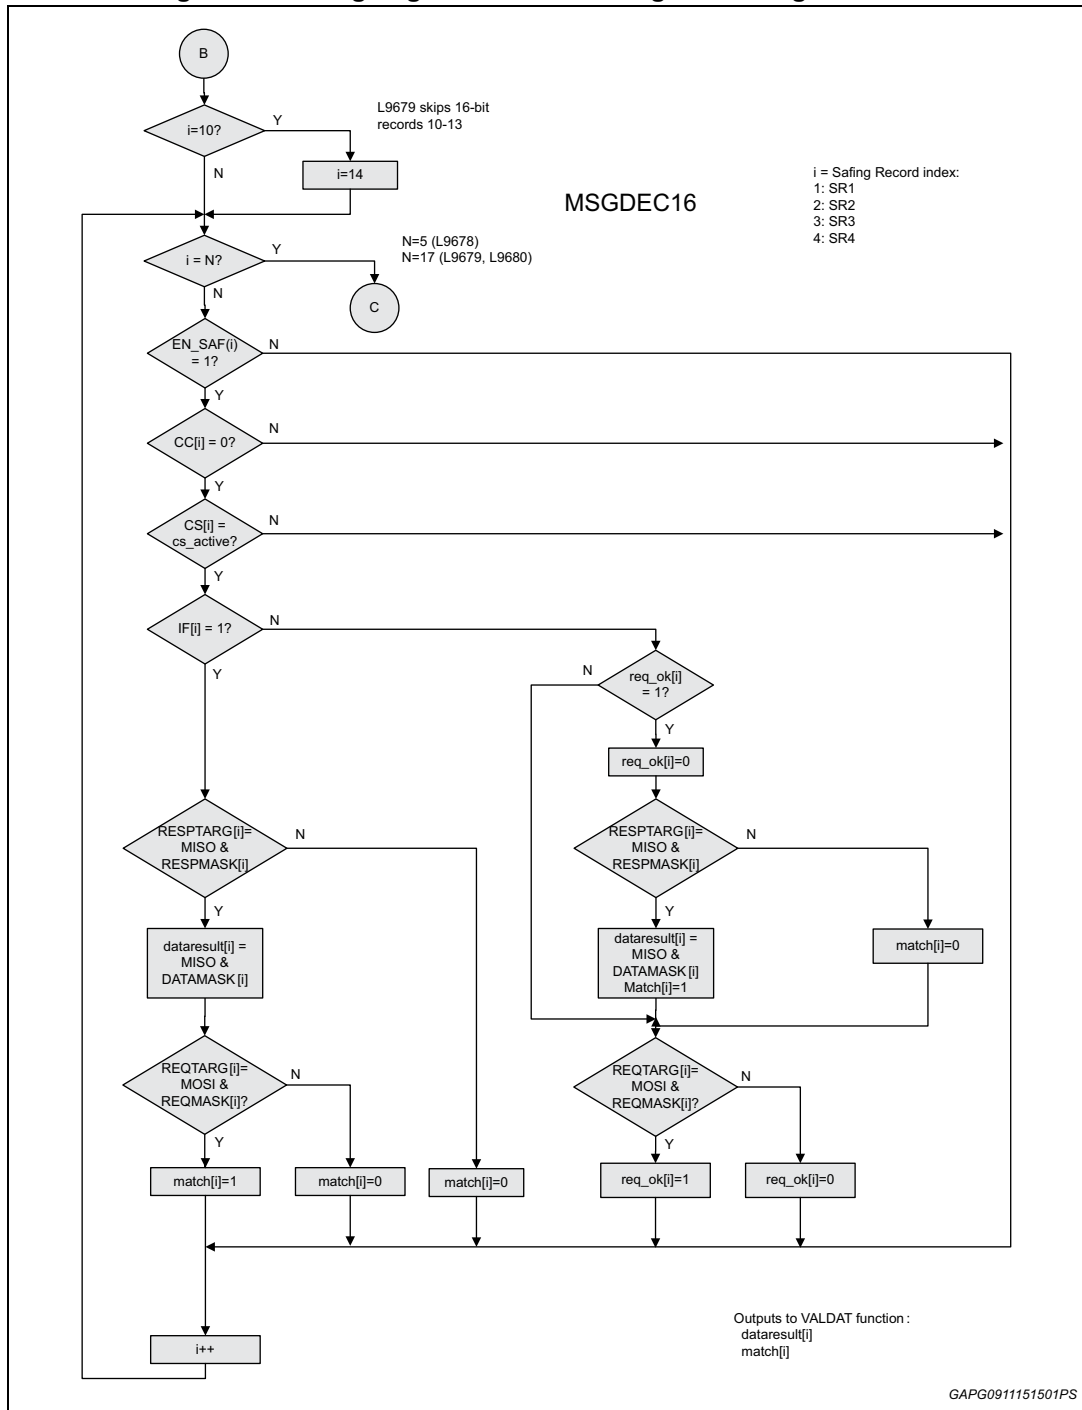 B
i=10?
Y
L9679 skips 16-bit
records 10-13
N
i=14
MSGDEC16
i = Safing Record index:
1: SR1
2: SR2
3: SR3
4: SR4
i = N?
Y
N=5 (L9678)
N=17 (L9679, L9680)
N
C
EN_SAF(i)
= 1?
N
Y
CC[i] = 0?
N
Y
CS[i] =
cs_active?
N
Y
IF[i] = 1?
N
Y
req_ok[i]
= 1?
N
Y
req_ok[i]=0
RESPTARG[i]=
MISO &
RESPMASK[i]
N
Y
RESPTARG[i]=
MISO &
RESPMASK[i]
N
Y
dataresult[i] =
MISO &
DATAMASK[i]
dataresult[i] =
MISO &
DATAMASK[i]
Match[i]=1
match[i]=0
REQTARG[i]=
MOSI &
REQMASK[i]?
N
Y
REQTARG[i]=
MOSI &
REQMASK[i]?
N
Y
match[i]=1
match[i]=0
match[i]=0
req_ok[i]=1
req_ok[i]=0
i++
Outputs to VALDAT function :
dataresult[i]
match[i]
GAPG0911151501PS